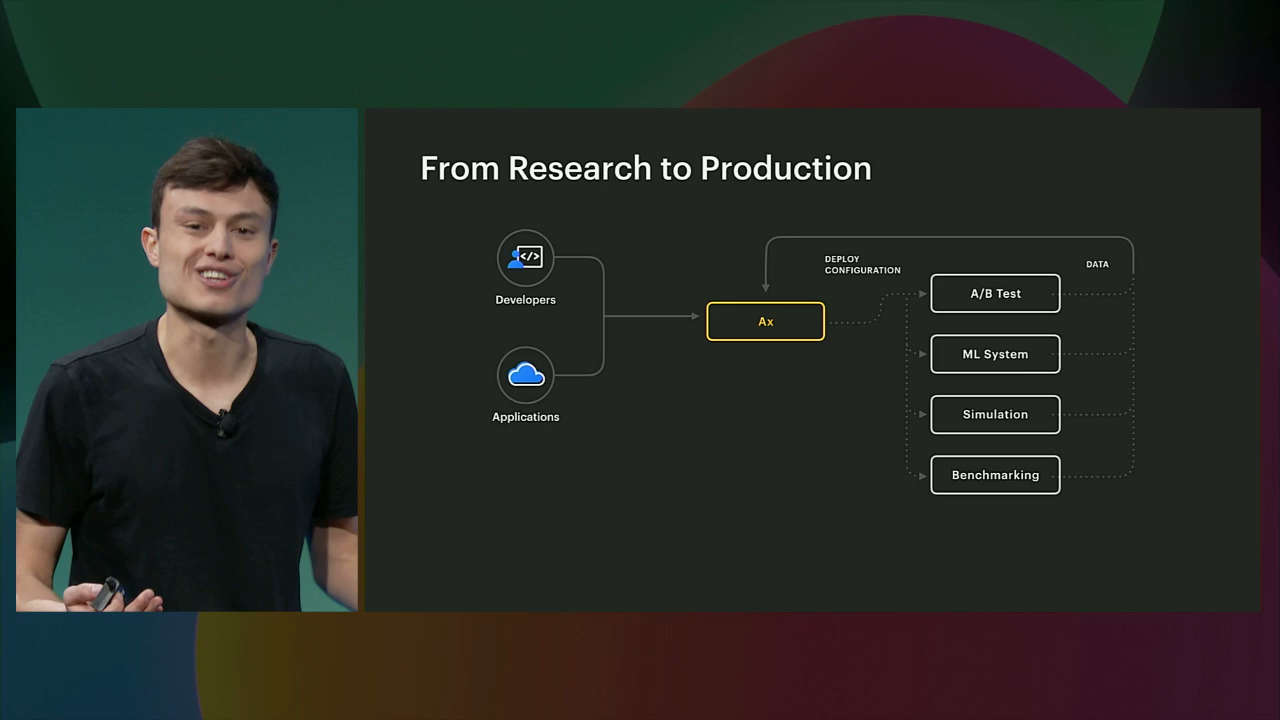 From Research to Production
</>
Developers
Applications
Ax
DEPLOY
CONFIGURATION
DATA
A/B Test
ML System
Simulation
Benchmarking